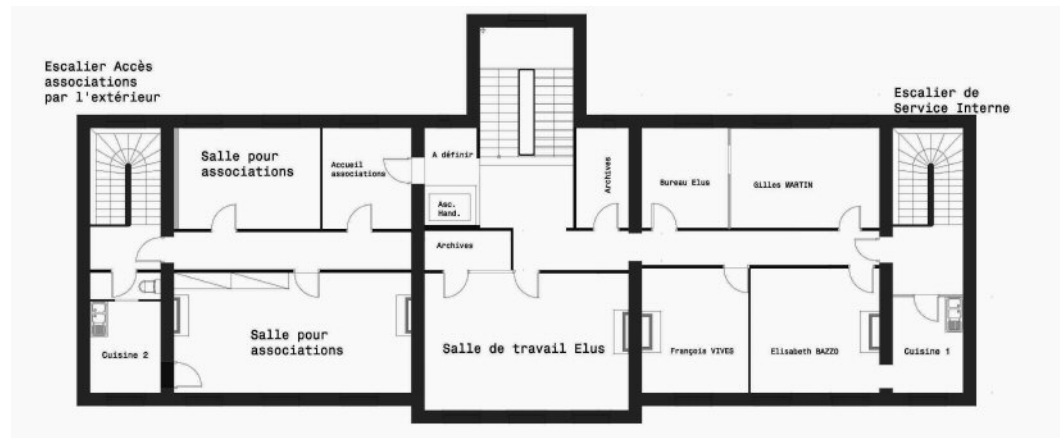 Escalier Accès
associations
par l'extérieur
Escalier de
Service Interne
Salle pour
associations
Accueil
associations
A définir
Asc.
Hand.
Archives
Bureau Elus
Gilles MARTIN
Archives
Salle pour
associations
Salle de travail Elus
François VIVES
Elisabeth BAZZO
Cuisine 2
Cuisine 1